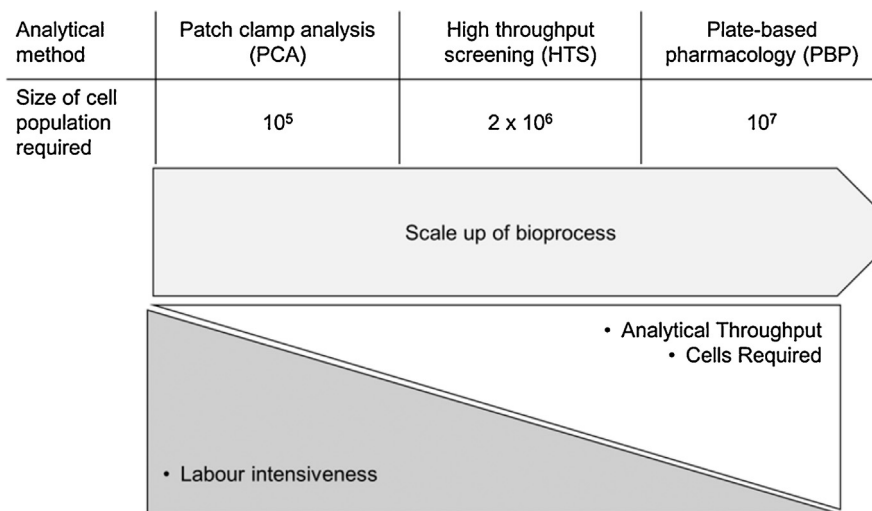 Analytical
method
Patch clamp analysis
(PCA)
High throughput
screening (HTS)
Plate-based
pharmacology (PBP)
Size of cell
population
required
10⁵
2 x 10⁶
10⁷
Scale up of bioprocess
• Analytical Throughput
• Cells Required
• Labour intensiveness